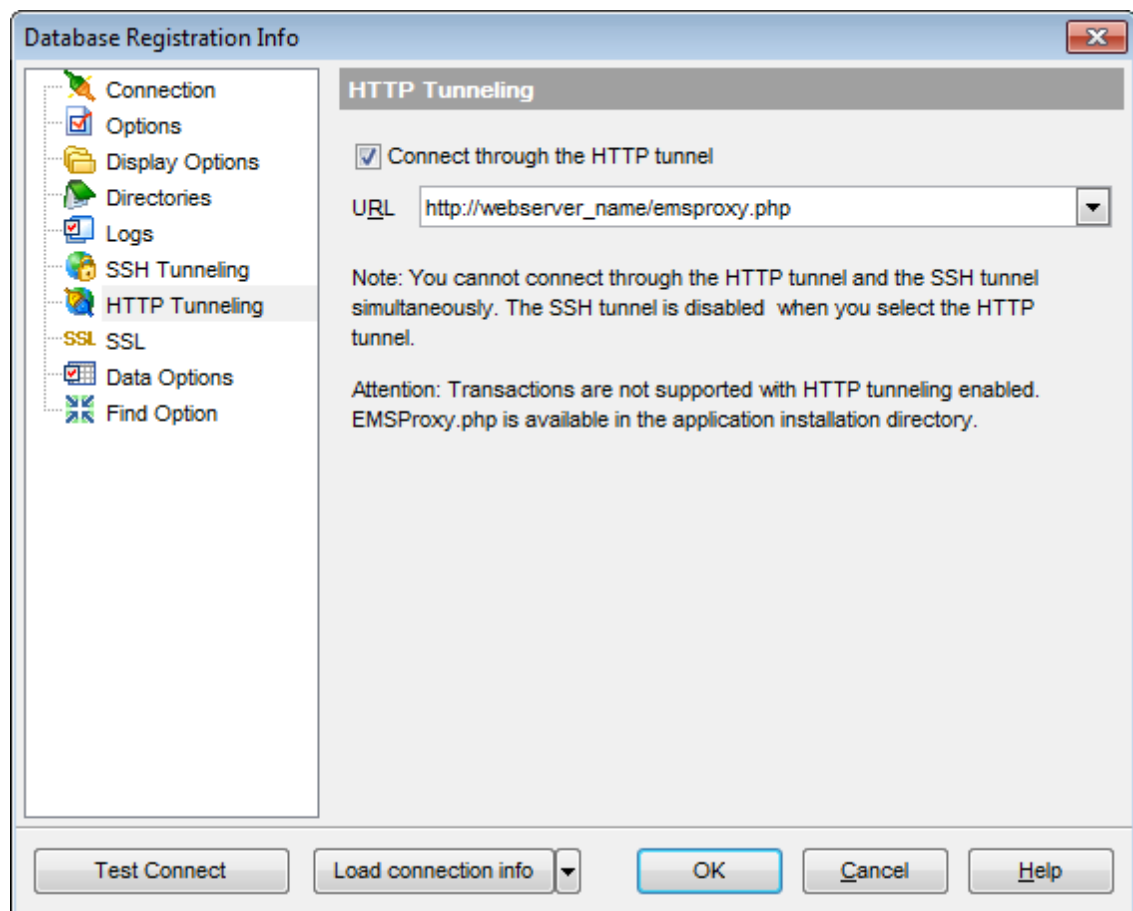 Database Registration Info
Connection
Options
Display Options
Directories
Logs
SSH Tunneling
HTTP Tunneling
SSL SSL
Data Options
Find Option
HTTP Tunneling
Connect through the HTTP tunnel
URL http://webserver_name/emsproxy.php
Note: You cannot connect through the HTTP tunnel and the SSH tunnel
simultaneously. The SSH tunnel is disabled  when you select the HTTP
tunnel.
Attention: Transactions are not supported with HTTP tunneling enabled.
EMSProxy.php is available in the application installation directory.
Test Connect Load connection info OK Cancel Help